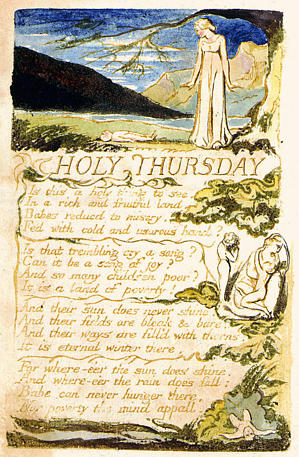 HOLY THURSDAY
Is this a holy thing to see,
In a rich and fruitful land,
Babes reduced to misery,
Fed with cold and usurous hand?
Is that trembling cry a song?
Can it be a song of joy?
And so many children poor?
It is a land of poverty!
And their sun does never shine.
And their fields are bleak & bare.
And their ways are fill'd with thorns
It is eternal winter there.
For where-e'er the sun does shine,
And where-e'er the rain does fall:
Babe can never hunger there,
Nor poverty the mind appall.